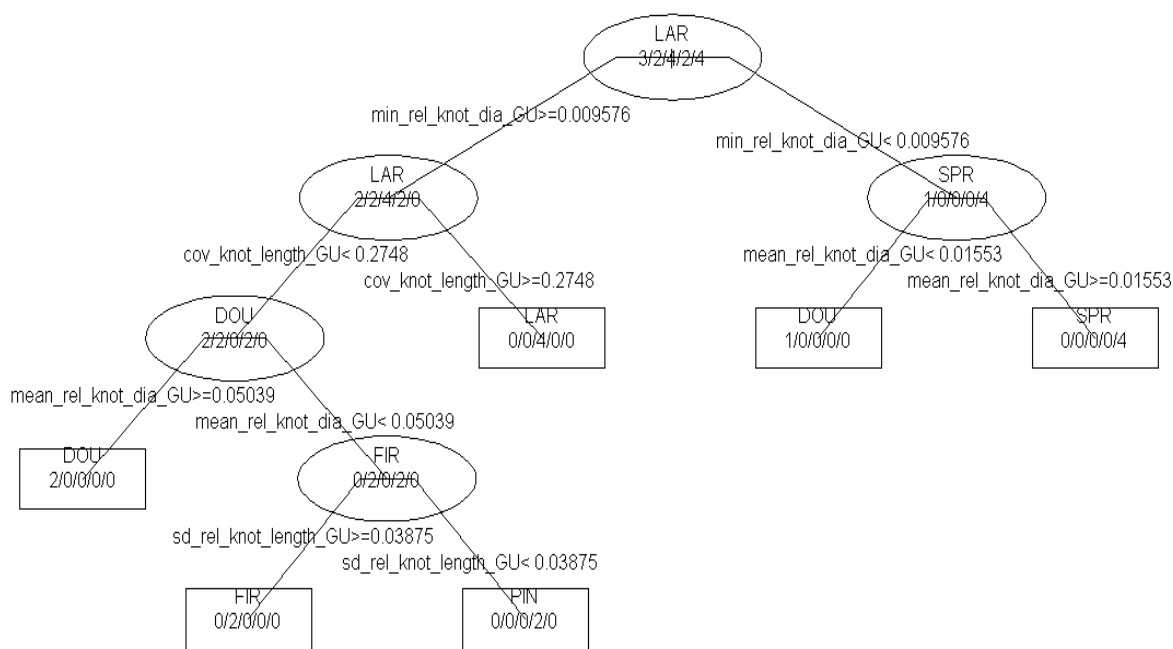 LAR
3/2/4/2/4
min_rel_knot_dia_GU>=0.009576
min_rel_knot_dia_GU< 0.009576
LAR
2/2/4/2/0
SPR
1/0/0/0/4
cov_knot_length_GU< 0.2748
cov_knot_length_GU>=0.2748
mean_rel_knot_dia_GU< 0.01553
mean_rel_knot_dia_GU>=0.01553
DOU
2/2/0/2/0
LAR
0/0/4/0/0
DOU
1/0/0/0/0
SPR
0/0/0/0/4
mean_rel_knot_dia_GU>=0.05039
mean_rel_knot_dia_GU< 0.05039
DOU
2/0/0/0/0
FIR
0/2/0/2/0
sd_rel_knot_length_GU>=0.03875
sd_rel_knot_length_GU< 0.03875
FIR
0/2/0/0/0
PIN
0/0/0/2/0